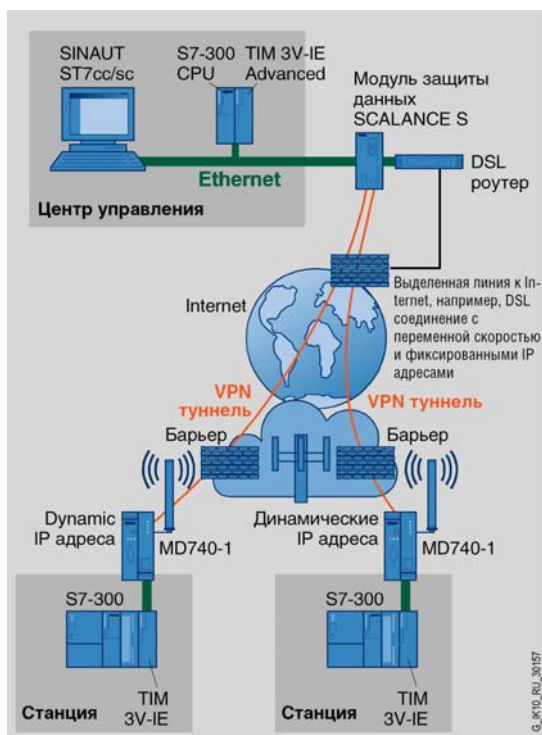 SINAUT
ST7cc/sc
S7-300
CPU
TIM 3V-IE
Advanced
Модуль защиты
данных
SCALANCE S
Ethernet
DSL
роутер
Центр управления
Internet
Выделенная линия к In-
ternet, например, DSL
соединение с
переменной скоростью
и фиксированными IP
адресами
VPN
туннель
VPN туннель
Барьер
Барьер
Dynamic
IP адреса
MD740-1
Динамические
IP адреса
MD740-1
S7-300
TIM
3V-IE
Станция
S7-300
TIM
3V-IE
Станция
G_IK10_RU_30157